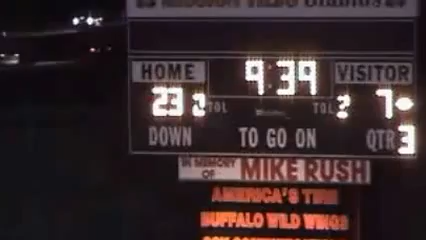 HOME 9:39 VISITOR
23 TOL TOL 7
DOWN TO GO ON QTR 3
IN MEMORY OF MIKE RUSH
AMERICA'S TIRE
BUFFALO WILD WINGS